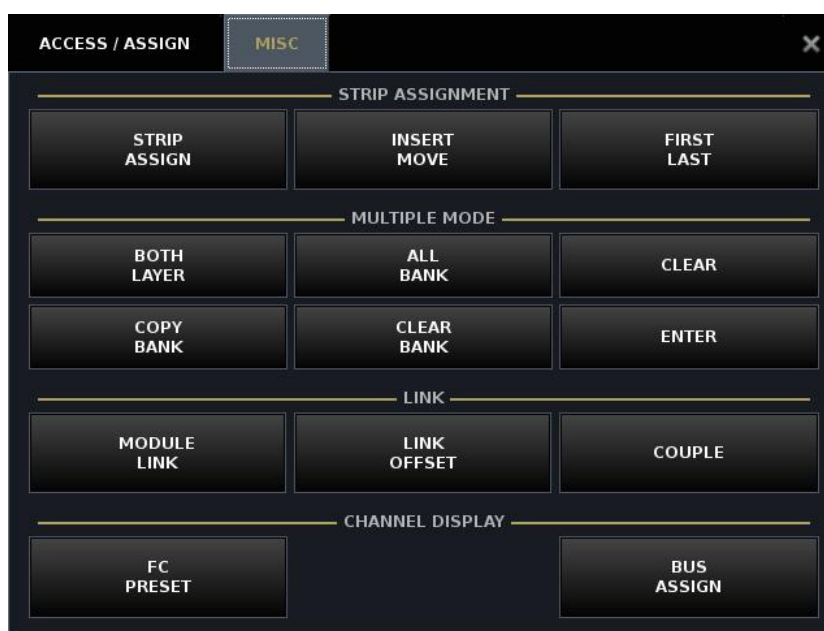 ACCESS / ASSIGN MISC ×
STRIP ASSIGNMENT
STRIP ASSIGN
INSERT MOVE
FIRST LAST
MULTIPLE MODE
BOTH LAYER
ALL BANK
CLEAR
COPY BANK
CLEAR BANK
ENTER
LINK
MODULE LINK
LINK OFFSET
COUPLE
CHANNEL DISPLAY
FC PRESET
BUS ASSIGN